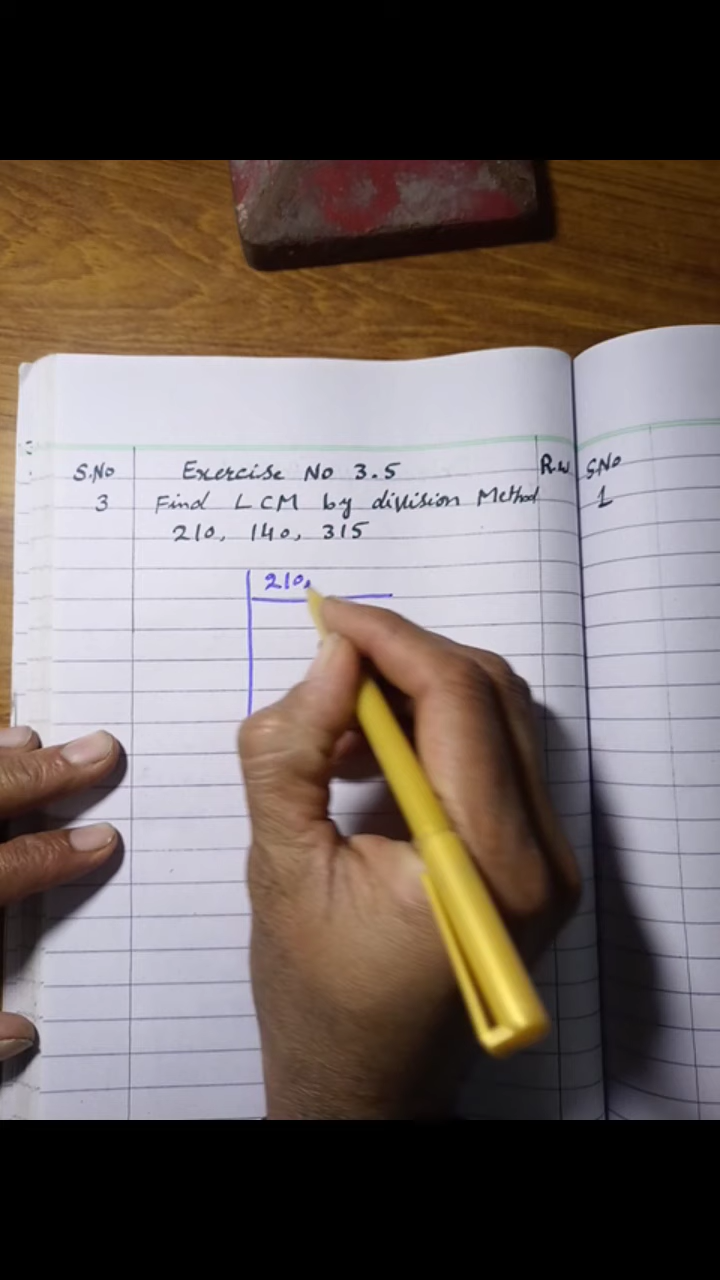 S.No Exercise No 3.5 R.W S.No
3 Find LCM by division Method 1
210, 140, 315
210,